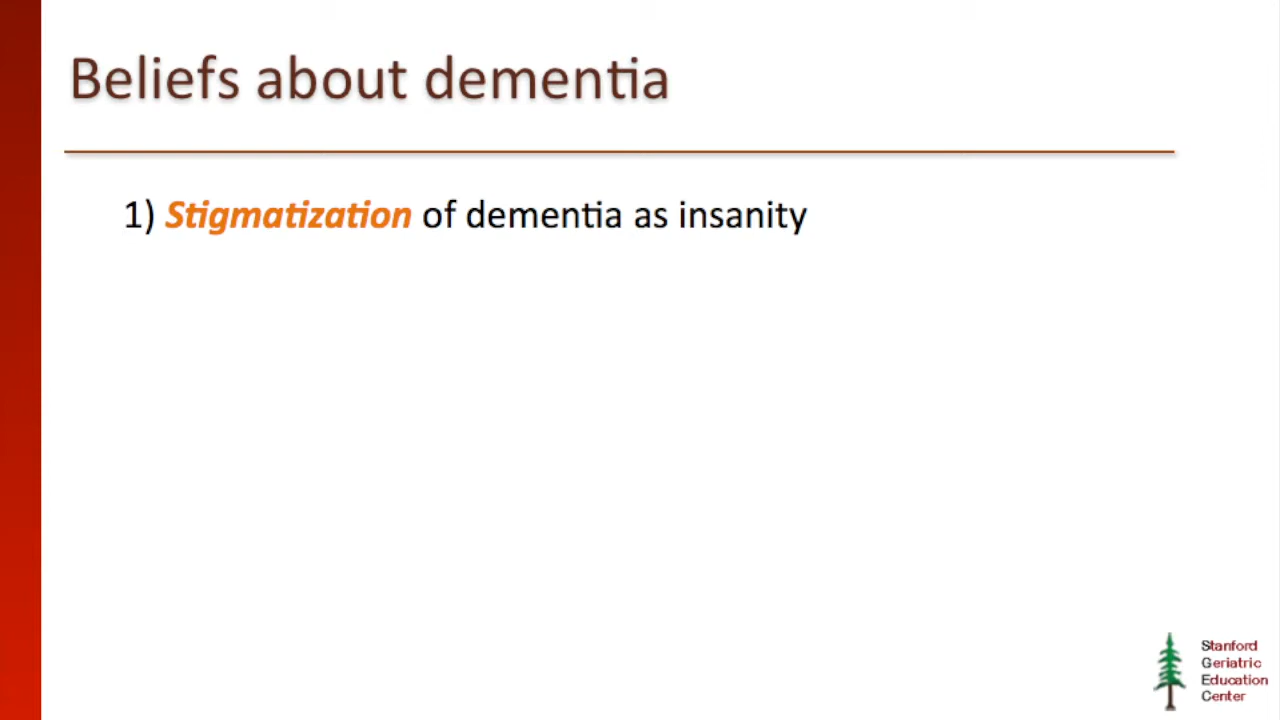 Beliefs about dementia
1) Stigmatization of dementia as insanity
Stanford
Geriatric
Education
Center